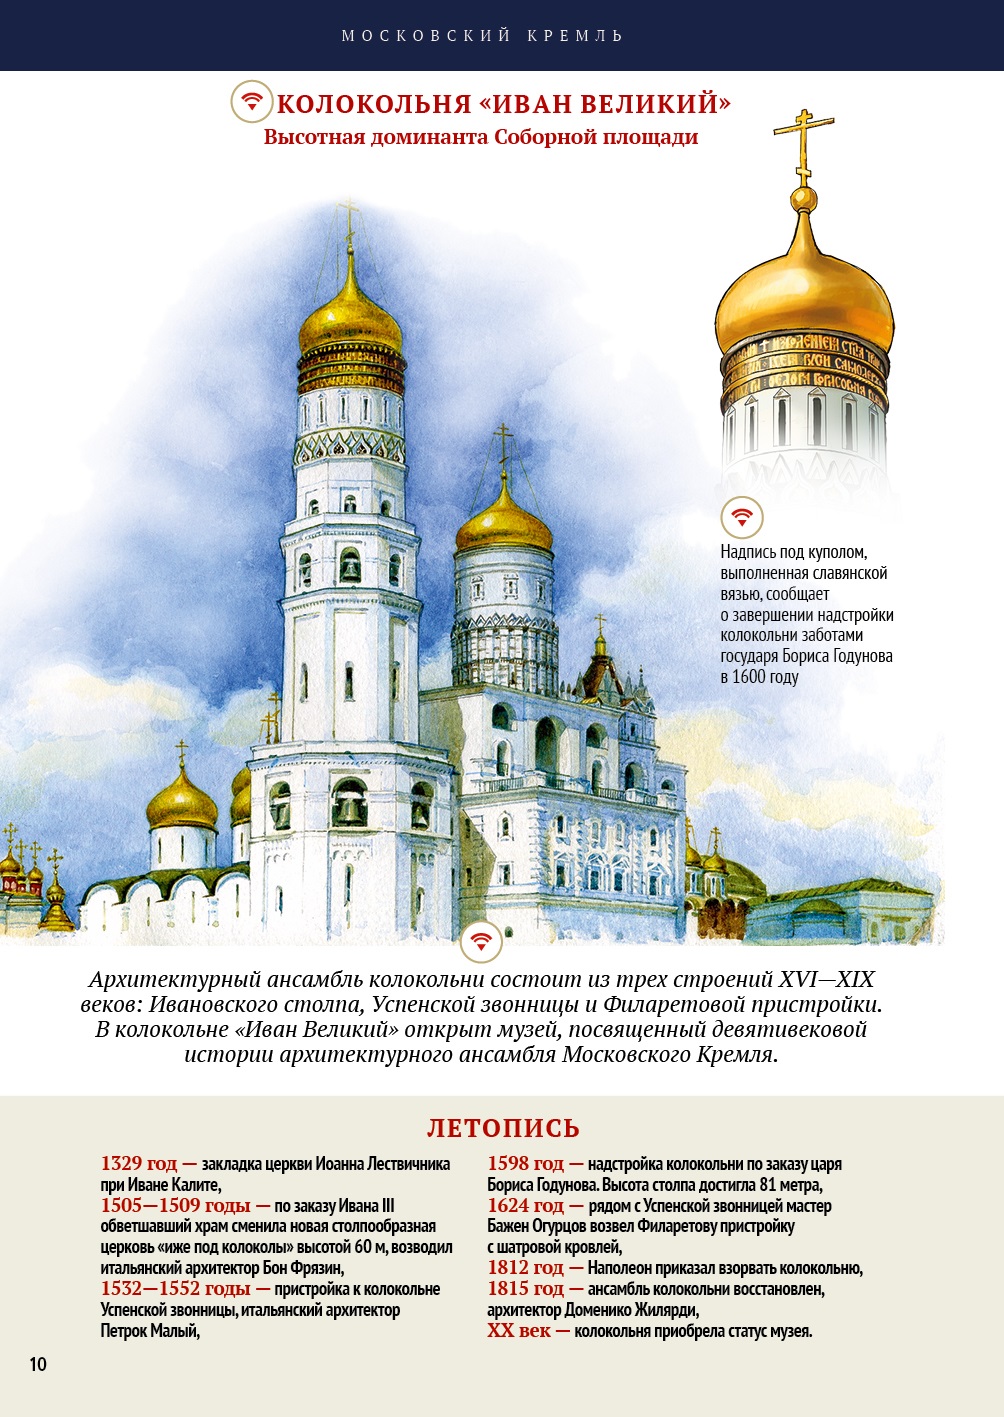 МОСКОВСКИЙ КРЕМЛЬ
КОЛОКОЛЬНЯ «ИВАН ВЕЛИКИЙ»
Высотная доминанта Соборной площади
Надпись под куполом,
выполненная славянской
вязью, сообщает
о завершении надстройки
колокольни заботами
государя Бориса Годунова
в 1600 году
Архитектурный ансамбль колокольни состоит из трех строений XVI—XIX
веков: Ивановского столпа, Успенской звонницы и Филаретовой пристройки.
В колокольне «Иван Великий» открыт музей, посвященный девятивековой
истории архитектурного ансамбля Московского Кремля.
ЛЕТОПИСЬ
1329 год — закладка церкви Иоанна Лествичника
при Иване Калите,
1505—1509 годы — по заказу Ивана III
обветшавший храм сменила новая столпообразная
церковь «иже под колоколы» высотой 60 м, возводил
итальянский архитектор Бон Фрязин,
1532—1552 годы — пристройка к колокольне
Успенской звонницы, итальянский архитектор
Петрок Малый,
1598 год — надстройка колокольни по заказу царя
Бориса Годунова. Высота столпа достигла 81 метра,
1624 год — рядом с Успенской звонницей мастер
Бажен Огурцов возвел Филаретову пристройку
с шатровой кровлей,
1812 год — Наполеон приказал взорвать колокольню,
1815 год — ансамбль колокольни восстановлен,
архитектор Доменико Жилярди,
XX век — колокольня приобрела статус музея.
10